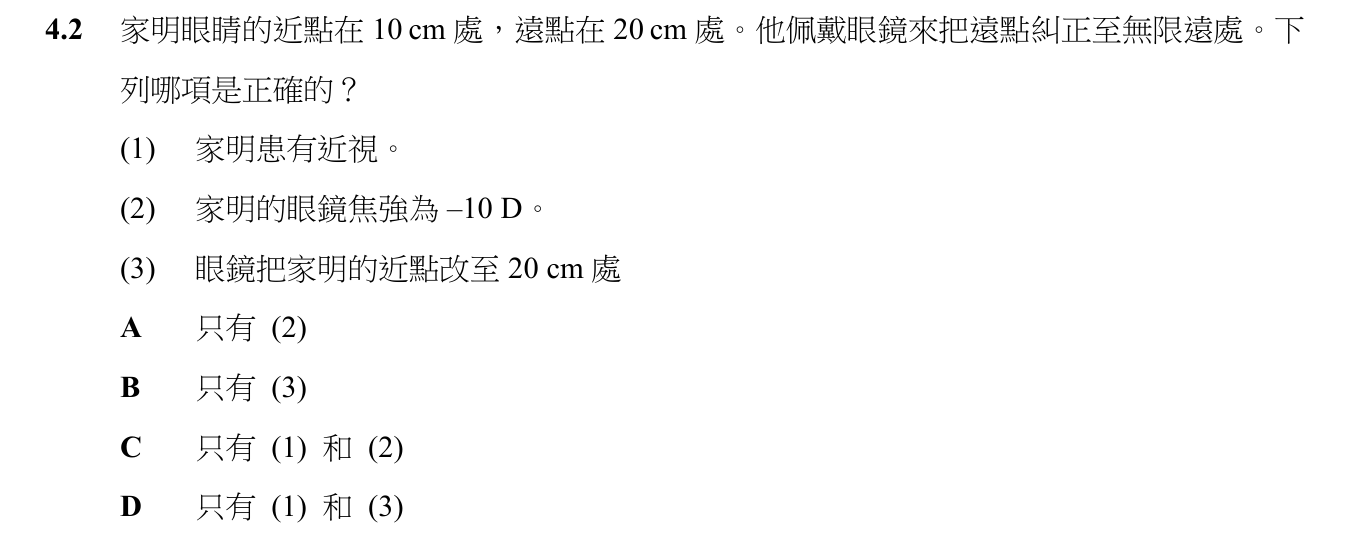 4.2 家明眼睛的近點在 10 cm 處，遠點在 20 cm 處。他佩戴眼鏡來把遠點糾正至無限遠處。下
列哪項是正確的？
(1) 家明患有近視。
(2) 家明的眼鏡焦強為 –10 D。
(3) 眼鏡把家明的近點改至 20 cm 處
A 只有 (2)
B 只有 (3)
C 只有 (1) 和 (2)
D 只有 (1) 和 (3)